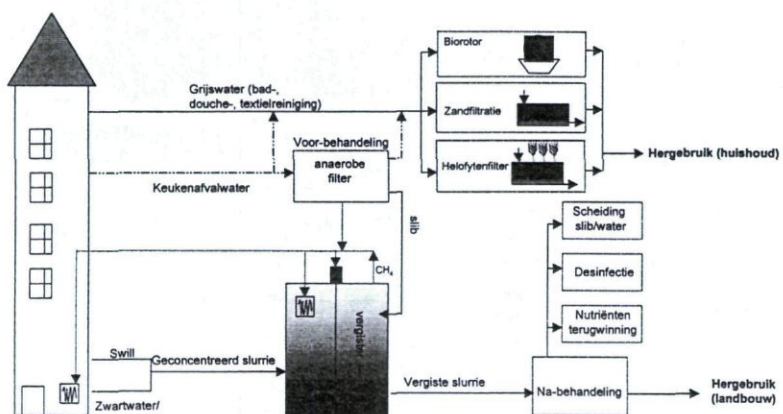 Biorotor
Grijswater (bad-,
douche-, textielreiniging)
Zandfiltratie
Voor-behandeling
anaerobe
filter
Helofytenfilter
Hergebruik (huishoud)
Keukenafvalwater
slib
Scheiding
slib/water
CH₄
Desinfectie
Nutriënten
terugwinning
Swill
Geconcentreerd slurrie
Vergiste slurrie
Na-behandeling
Hergebruik
(landbouw)
Zwartwater/